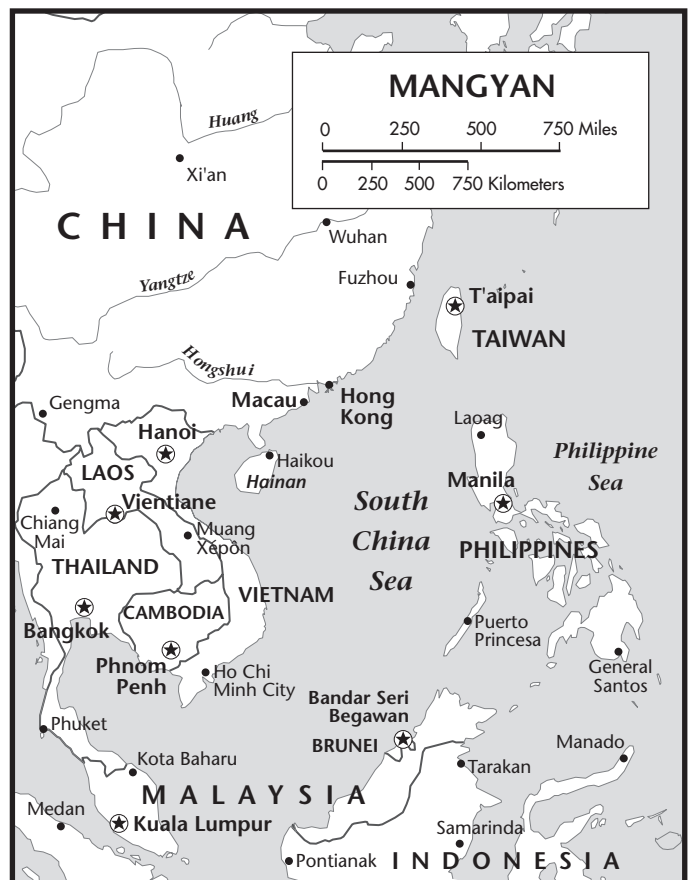 MANGYAN
0 250 500 750 Miles
0 250 500 750 Kilometers
Huang
Xi'an
CHINA
Wuhan
Yangtze
Fuzhou
T'aipai
TAIWAN
Hongshui
Macau
Hong
Kong
Gengma
Hanoi
LAOS
Haikou
Hainan
Laoag
Philippine
Sea
Manila
Vientiane
South
China
Sea
Chiang
Mai
Muang
Xépôn
PHILIPPINES
THAILAND
VIETNAM
CAMBODIA
Bangkok
Puerto
Princesa
Phnom
Penh
Ho Chi
Minh City
General
Santos
Bandar Seri
Begawan
BRUNEI
Phuket
Manado
Kota Baharu
Tarakan
MALAYSIA
Medan
Kuala Lumpur
Samarinda
Pontianak
INDONESIA